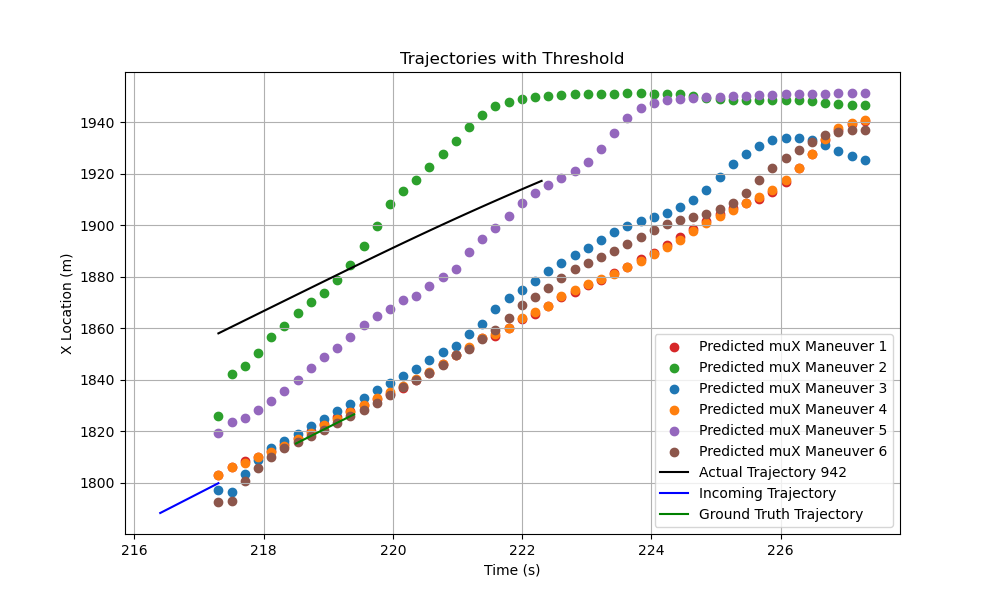 Trajectories with Threshold
X Location (m)
1940
1920
1900
1880
1860
1840
1820
1800
Predicted muX Maneuver 1
Predicted muX Maneuver 2
Predicted muX Maneuver 3
Predicted muX Maneuver 4
Predicted muX Maneuver 5
Predicted muX Maneuver 6
Actual Trajectory 942
Incoming Trajectory
Ground Truth Trajectory
216 218 220 222 224 226
Time (s)